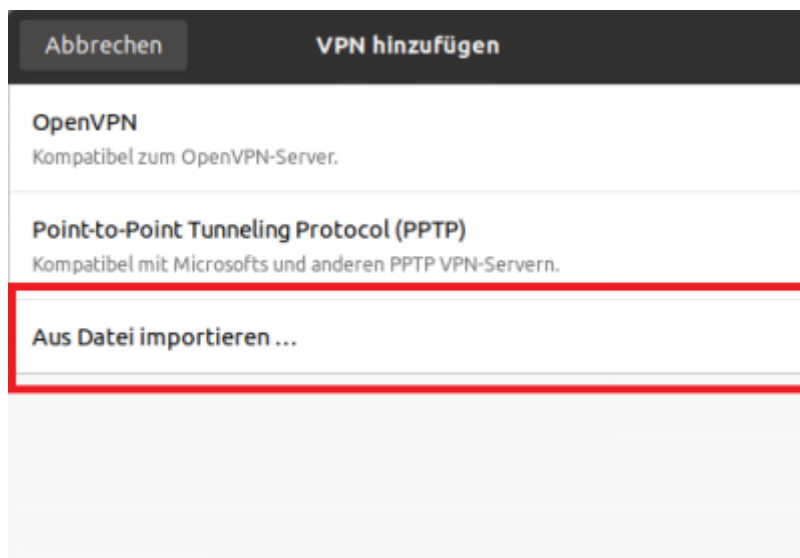 Abbrechen VPN hinzufügen
OpenVPN
Kompatibel zum OpenVPN-Server.
Point-to-Point Tunneling Protocol (PPTP)
Kompatibel mit Microsofts und anderen PPTP VPN-Servern.
Aus Datei importieren ...